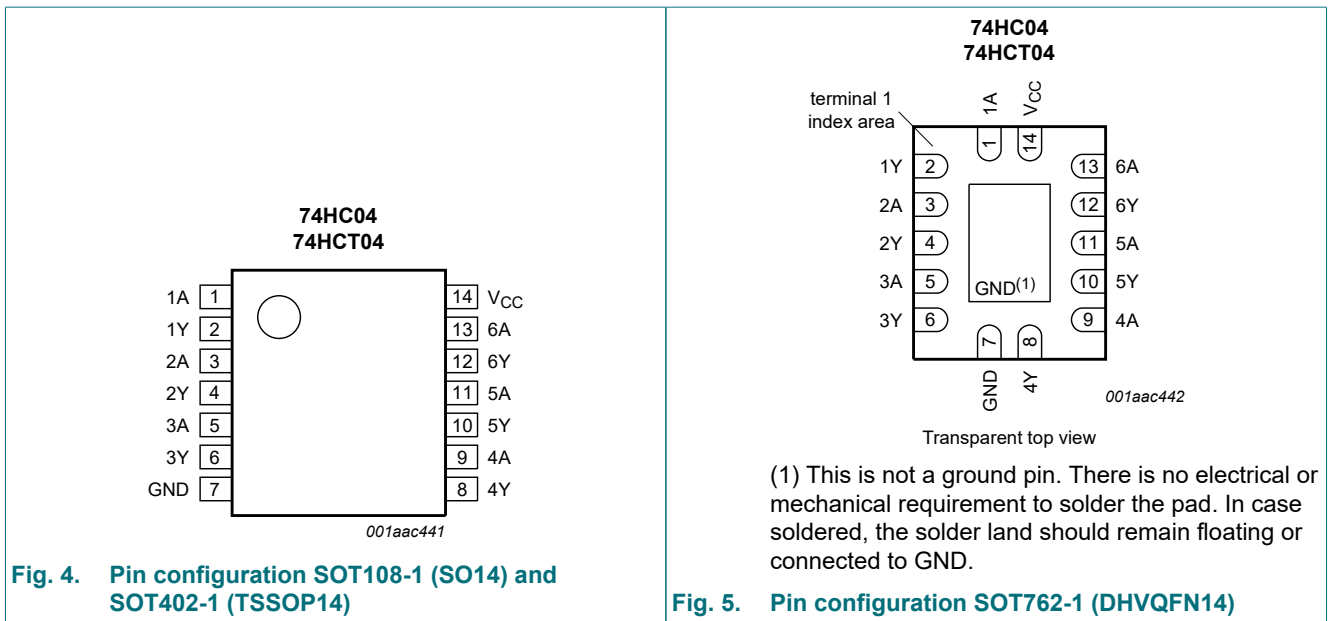 74HC04
74HCT04
1A 1
1Y 2
2A 3
2Y 4
3A 5
3Y 6
GND 7
14 VCC
13 6A
12 6Y
11 5A
10 5Y
9 4A
8 4Y
001aac441
Fig. 4. Pin configuration SOT108-1 (SO14) and
SOT402-1 (TSSOP14)
74HC04
74HCT04
terminal 1
index area
1A
VCC
1
14
1Y 2
2A 3
2Y 4
3A 5
3Y 6
13 6A
12 6Y
11 5A
10 5Y
9 4A
GND(1)
7
8
GND
4Y
001aac442
Transparent top view
(1) This is not a ground pin. There is no electrical or
mechanical requirement to solder the pad. In case
soldered, the solder land should remain floating or
connected to GND.
Fig. 5. Pin configuration SOT762-1 (DHVQFN14)